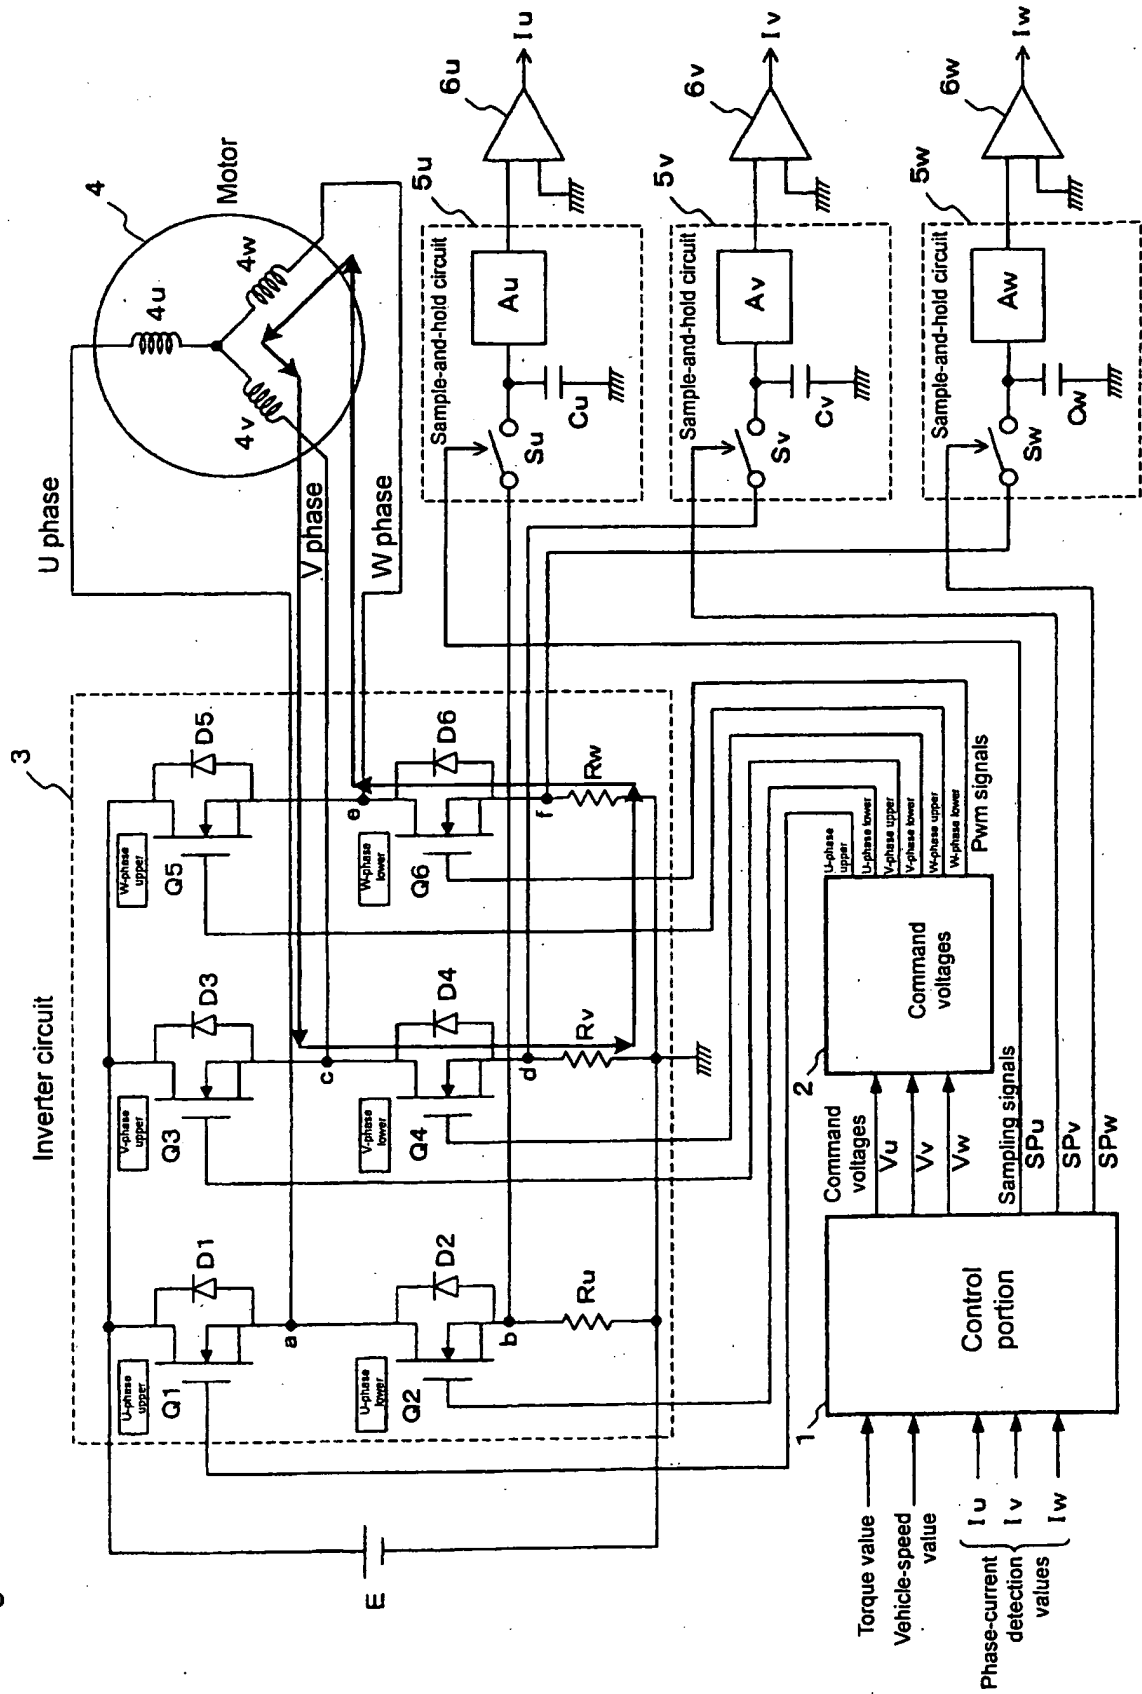 Inverter circuit
3
E
U-phase
upper
Q1
D1
a
U-phase
lower
Q2
D2
b
Ru
V-phase
upper
Q3
D3
c
V-phase
lower
Q4
D4
d
Rv
W-phase
upper
Q5
D5
e
W-phase
lower
Q6
D6
f
Rw
U phase
V phase
W phase
Motor
4
4u
4v
4w
5u
Sample-and-hold circuit
Su
Cu
Au
6u
Iu
5v
Sample-and-hold circuit
Sv
Cv
Av
6v
Iv
5w
Sample-and-hold circuit
Sw
Cw
Aw
6w
Iw
Torque value
Vehicle-speed
value
Phase-current
detection
values
Iu
Iv
Iw
1
Control
portion
Command
voltages
Vu
Vv
Vw
Sampling signals
SPu
SPv
SPw
2
Command
voltages
U-phase
upper
U-phase lower
V-phase upper
V-phase lower
W-phase upper
W-phase lower
Pwm signals